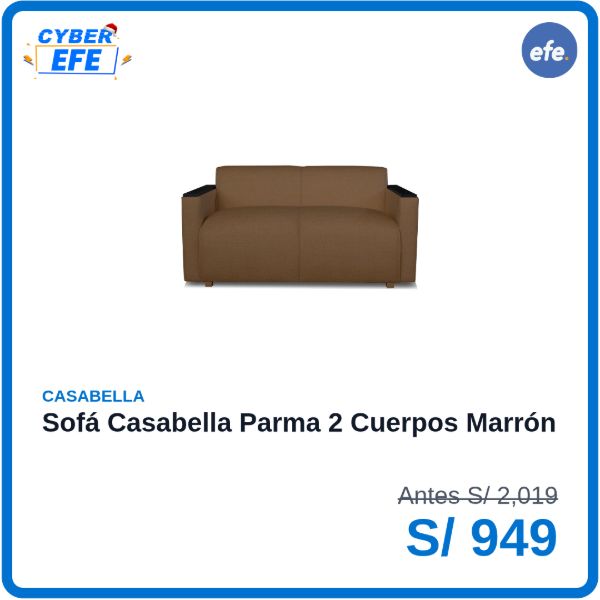 CYBER
EFE
efe.
CASABELLA
Sofá Casabella Parma 2 Cuerpos Marrón
Antes S/ 2,019
S/ 949